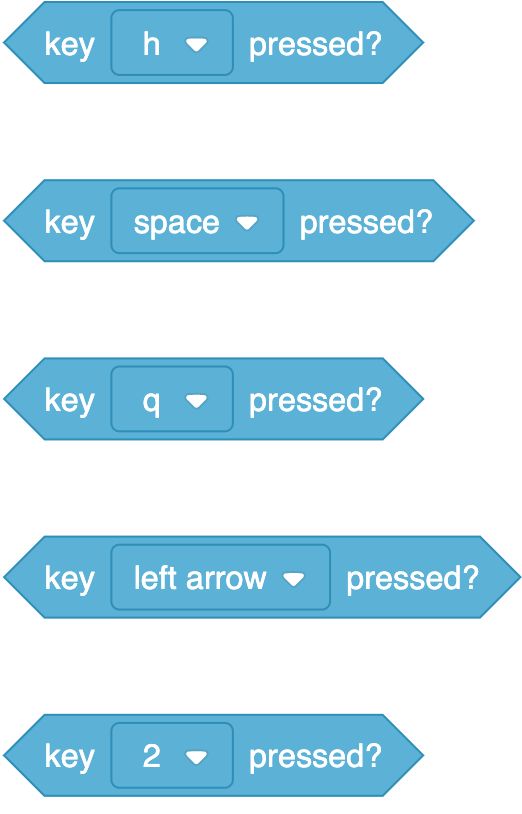 key h pressed?
key space pressed?
key q pressed?
key left arrow pressed?
key 2 pressed?